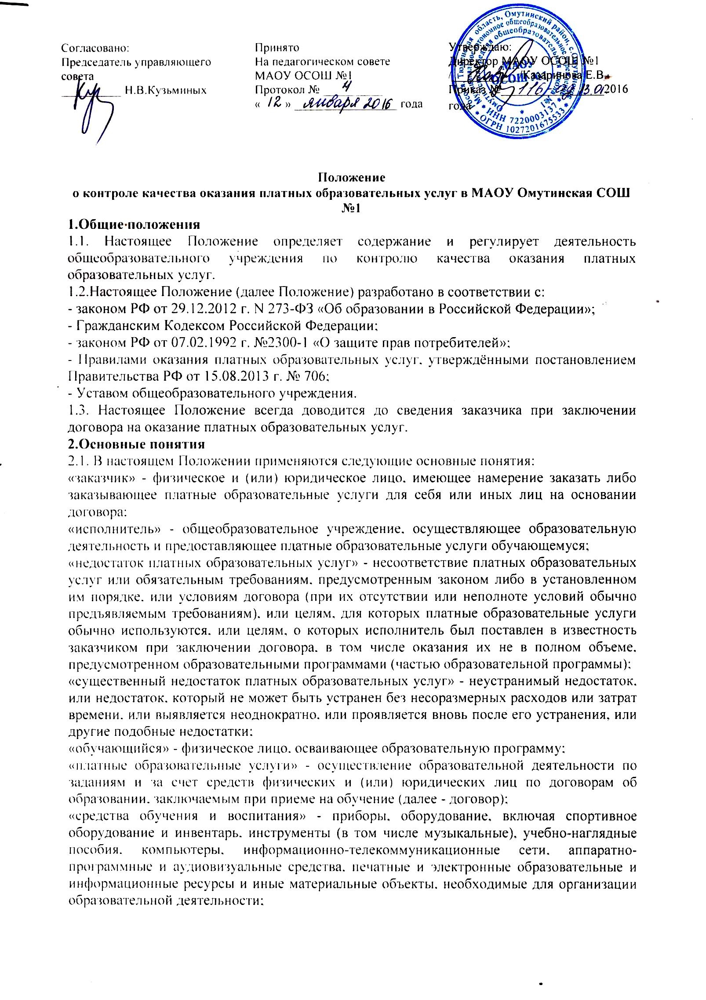 Согласовано:
Председатель управляющего
совета
Н.В.Кузьминых
Принято
На педагогическом совете
МАОУ ОСОШ №1
Протокол № 4
« 12 » января 2016 года
Утверждаю:
Директор МАОУ ОСОШ №1
/Казаринова Е.В.
Приказ № 116 - 13.01.2016
года
МАОУ
ОСОШ №1
* ИНН 7220003137 *
* ОГРН 1027201675533 *
Положение
о контроле качества оказания платных образовательных услуг в МАОУ Омутинская СОШ
№1
1.Общие положения
1.1. Настоящее Положение определяет содержание и регулирует деятельность
общеобразовательного учреждения по контролю качества оказания платных
образовательных услуг.
1.2.Настоящее Положение (далее Положение) разработано в соответствии с:
- законом РФ от 29.12.2012 г. N 273-ФЗ «Об образовании в Российской Федерации»;
- Гражданским Кодексом Российской Федерации;
- законом РФ от 07.02.1992 г. №2300-1 «О защите прав потребителей»;
- Правилами оказания платных образовательных услуг, утверждёнными постановлением
Правительства РФ от 15.08.2013 г. № 706;
- Уставом общеобразовательного учреждения.
1.3. Настоящее Положение всегда доводится до сведения заказчика при заключении
договора на оказание платных образовательных услуг.
2.Основные понятия
2.1. В настоящем Положении применяются следующие основные понятия:
«заказчик» - физическое и (или) юридическое лицо, имеющее намерение заказать либо
заказывающее платные образовательные услуги для себя или иных лиц на основании
договора;
«исполнитель» - общеобразовательное учреждение, осуществляющее образовательную
деятельность и предоставляющее платные образовательные услуги обучающемуся;
«недостаток платных образовательных услуг» - несоответствие платных образовательных
услуг или обязательным требованиям, предусмотренным законом либо в установленном
им порядке, или условиям договора (при их отсутствии или неполноте условий обычно
предъявляемым требованиям), или целям, для которых платные образовательные услуги
обычно используются, или целям, о которых исполнитель был поставлен в известность
заказчиком при заключении договора, в том числе оказания их не в полном объеме,
предусмотренном образовательными программами (частью образовательной программы);
«существенный недостаток платных образовательных услуг» - неустранимый недостаток,
или недостаток, который не может быть устранен без несоразмерных расходов или затрат
времени, или выявляется неоднократно, или проявляется вновь после его устранения, или
другие подобные недостатки;
«обучающийся» - физическое лицо, осваивающее образовательную программу;
«платные образовательные услуги» - осуществление образовательной деятельности по
заданиям и за счет средств физических и (или) юридических лиц по договорам об
образовании, заключаемым при приеме на обучение (далее - договор);
«средства обучения и воспитания» - приборы, оборудование, включая спортивное
оборудование и инвентарь, инструменты (в том числе музыкальные), учебно-наглядные
пособия, компьютеры, информационно-телекоммуникационные сети, аппаратно-
программные и аудиовизуальные средства, печатные и электронные образовательные и
информационные ресурсы и иные материальные объекты, необходимые для организации
образовательной деятельности;